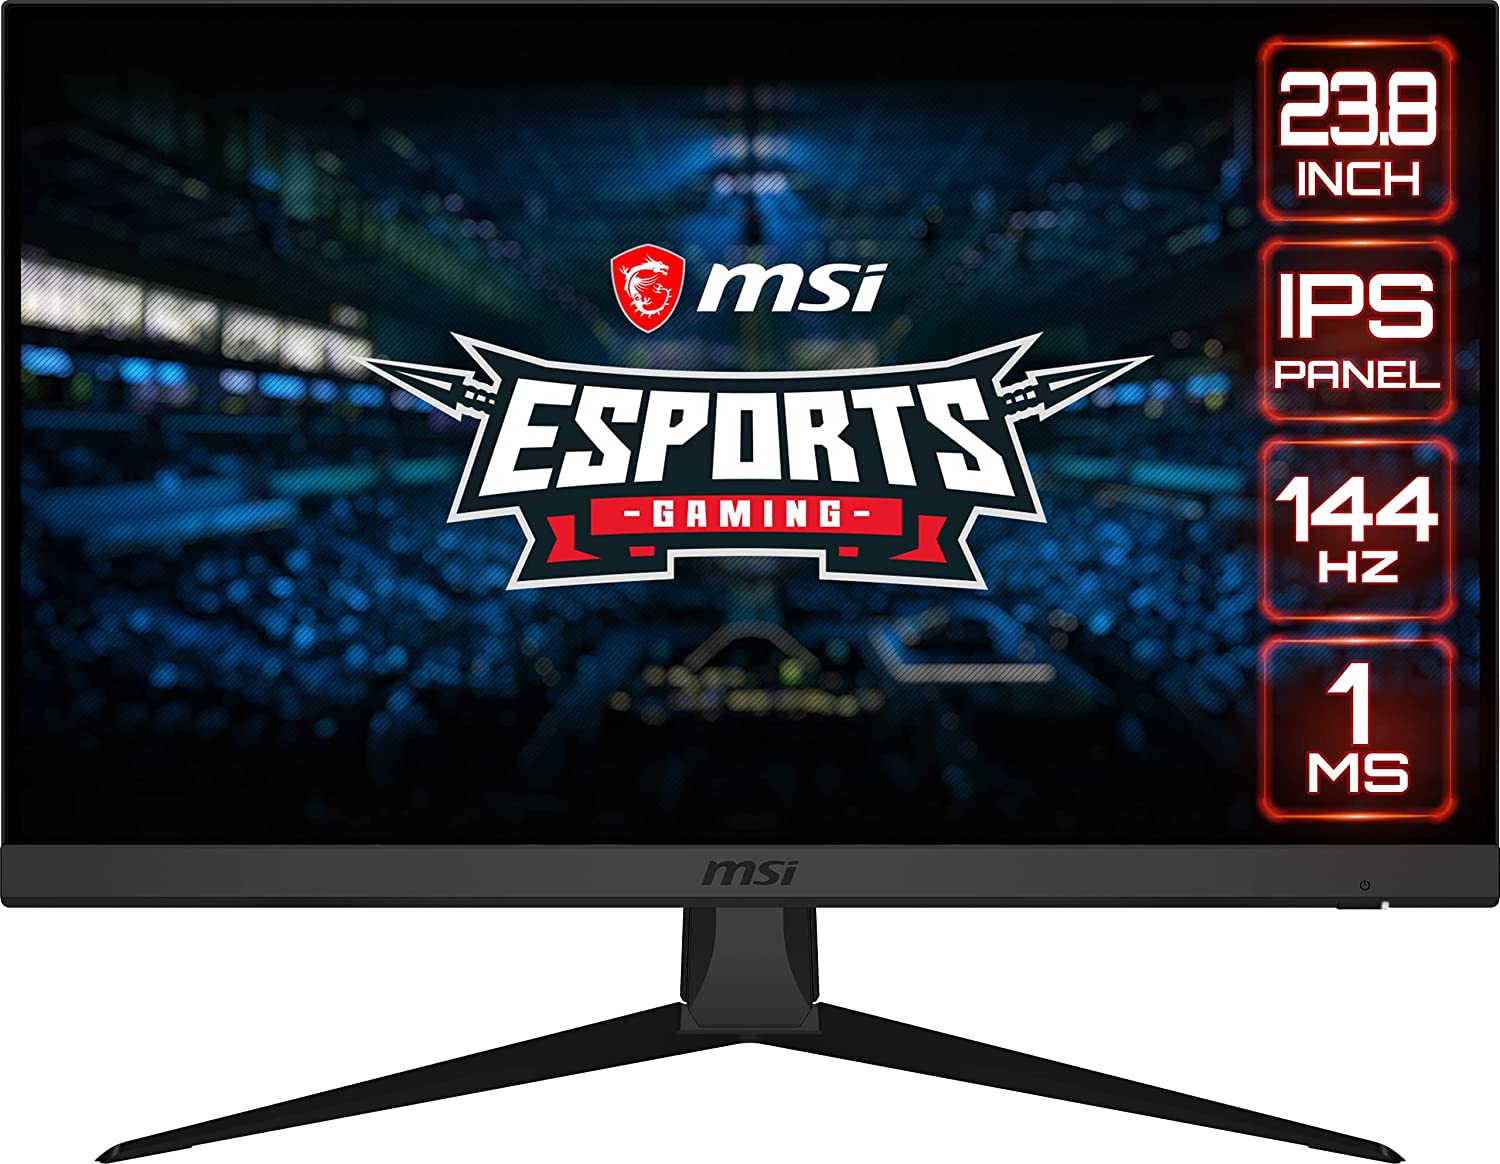 msi
ESPORTS
-GAMING-
23.8
INCH
IPS
PANEL
144
HZ
1
MS
msi